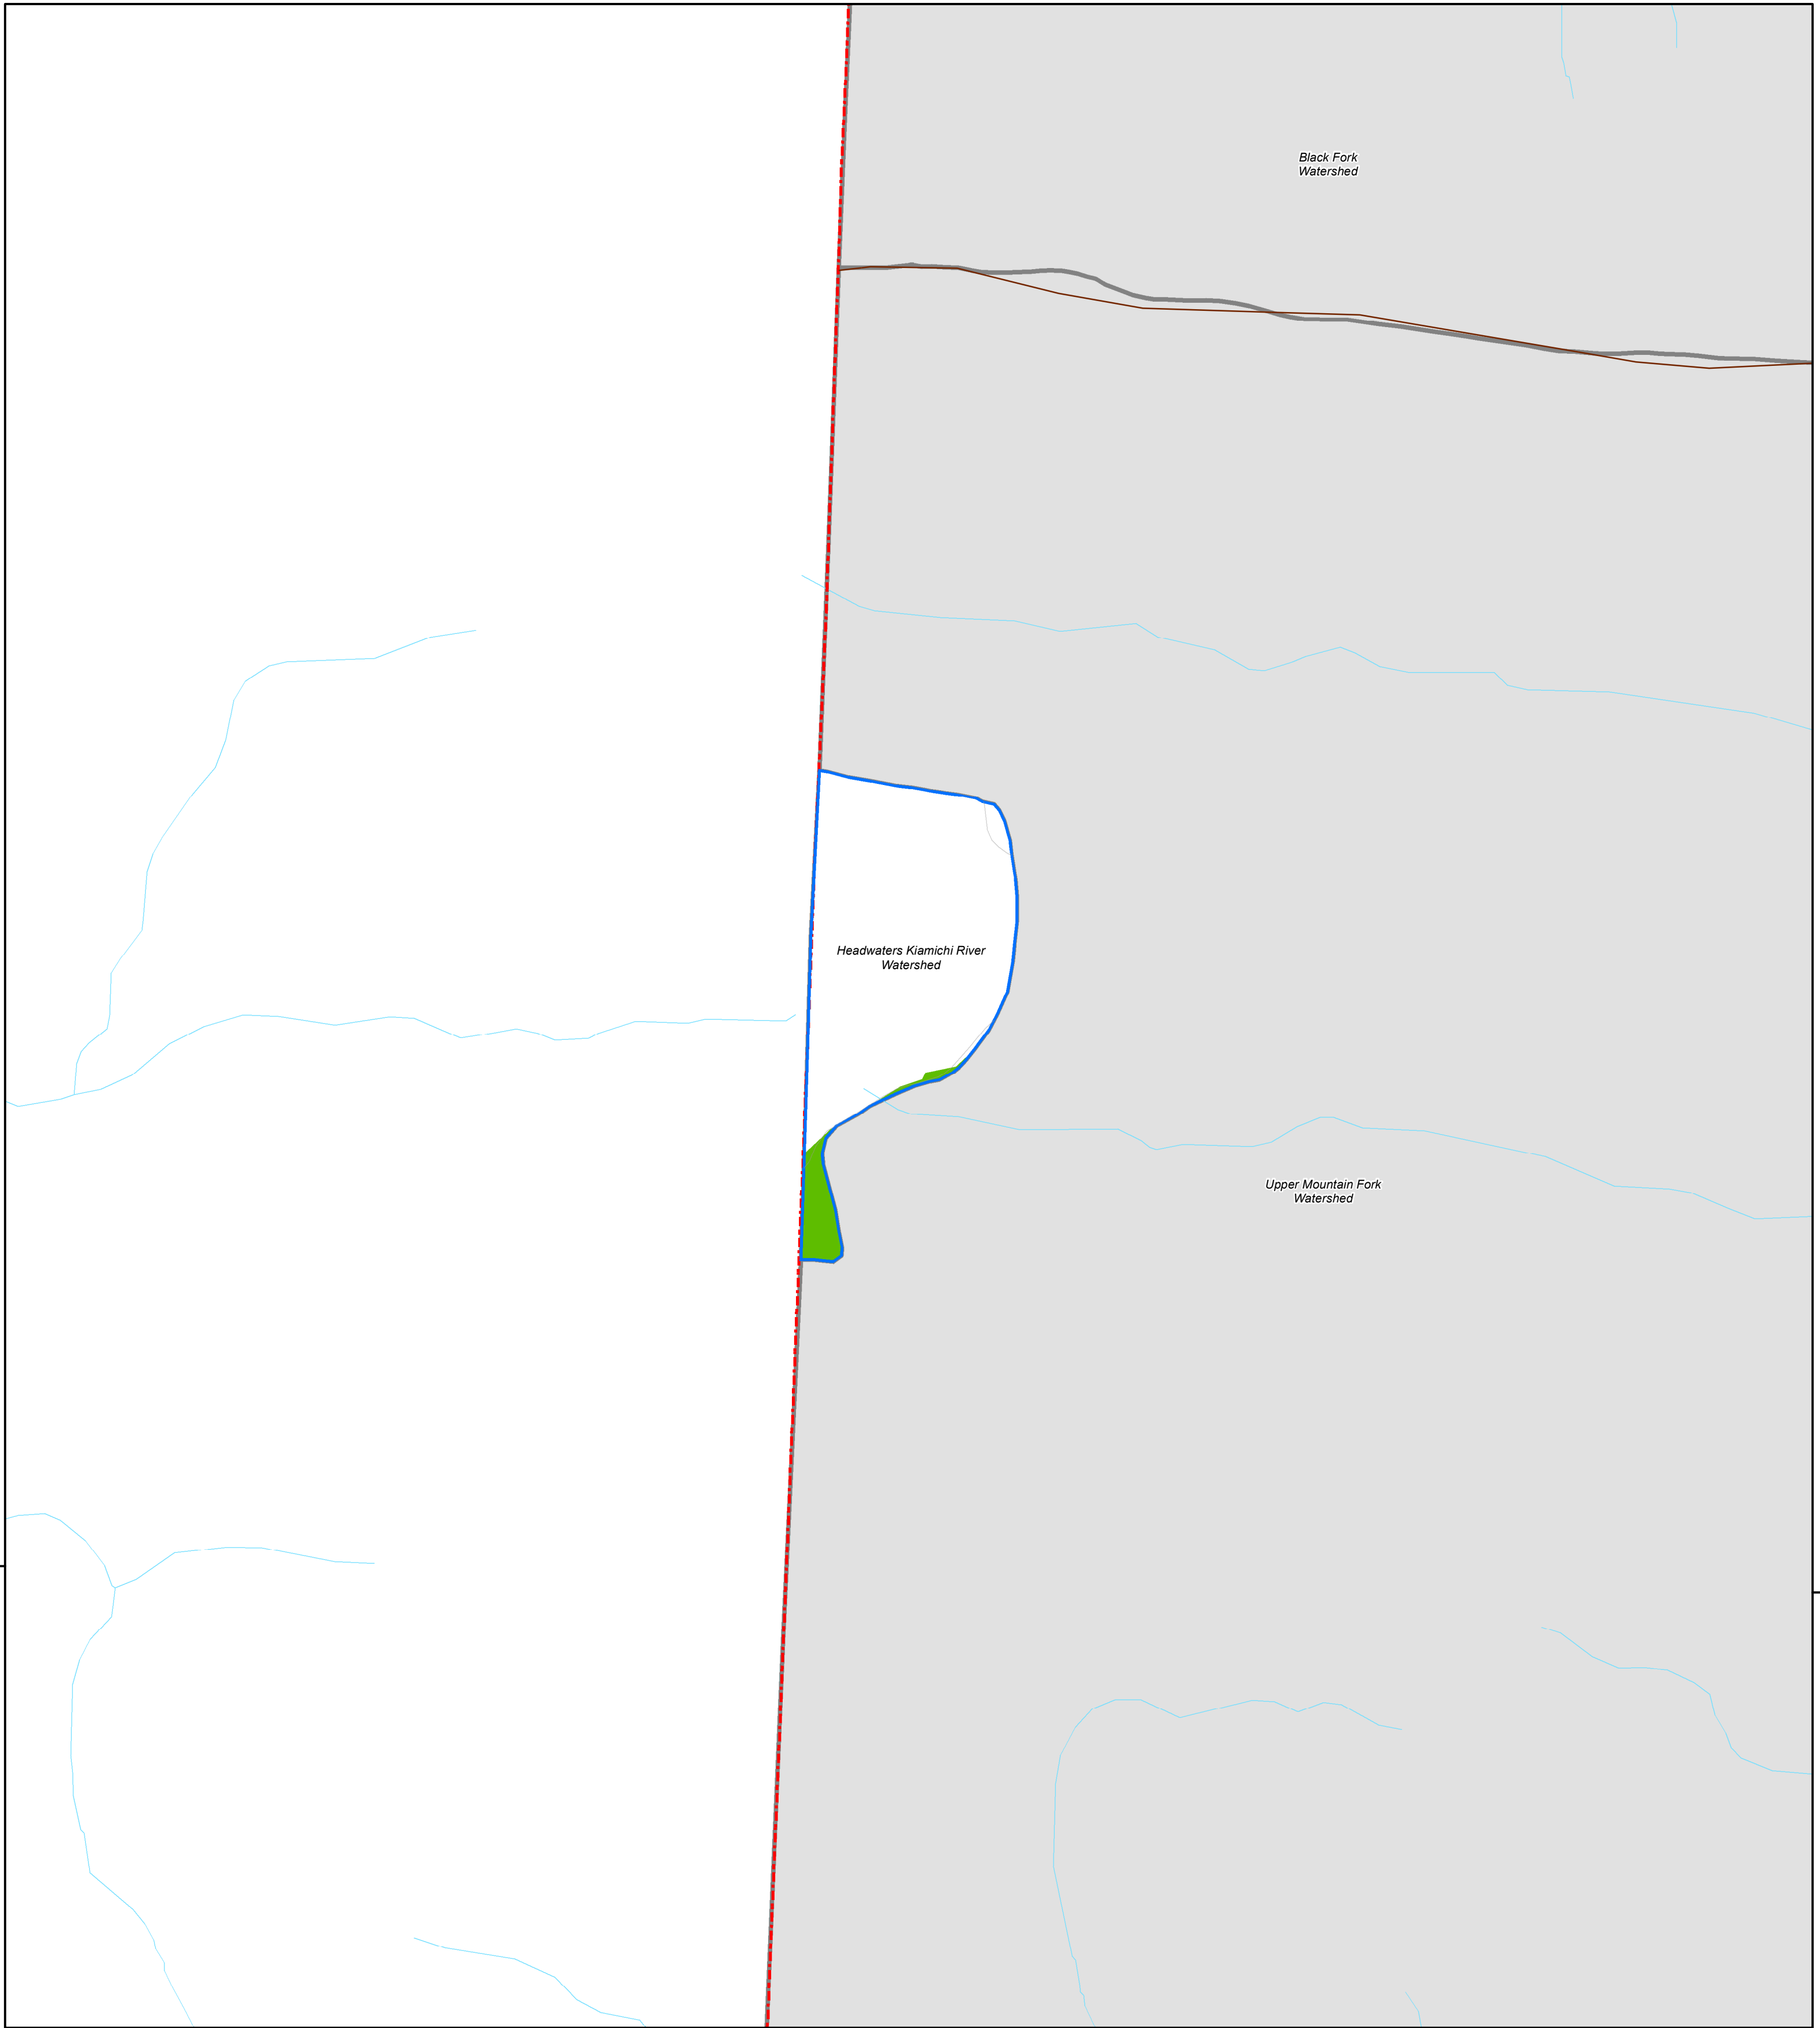 Black Fork
Watershed
Headwaters Kiamichi River
Watershed
Upper Mountain Fork
Watershed